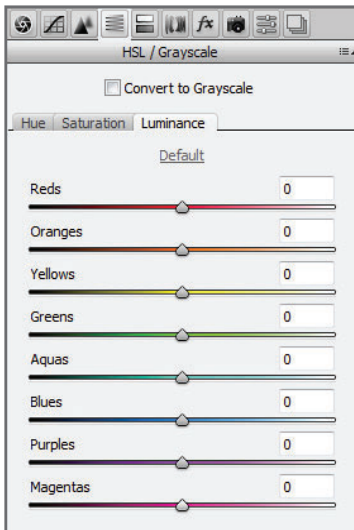 fx
HSL / Grayscale
Convert to Grayscale
Hue Saturation Luminance
Default
Reds 0
Oranges 0
Yellows 0
Greens 0
Aquas 0
Blues 0
Purples 0
Magentas 0